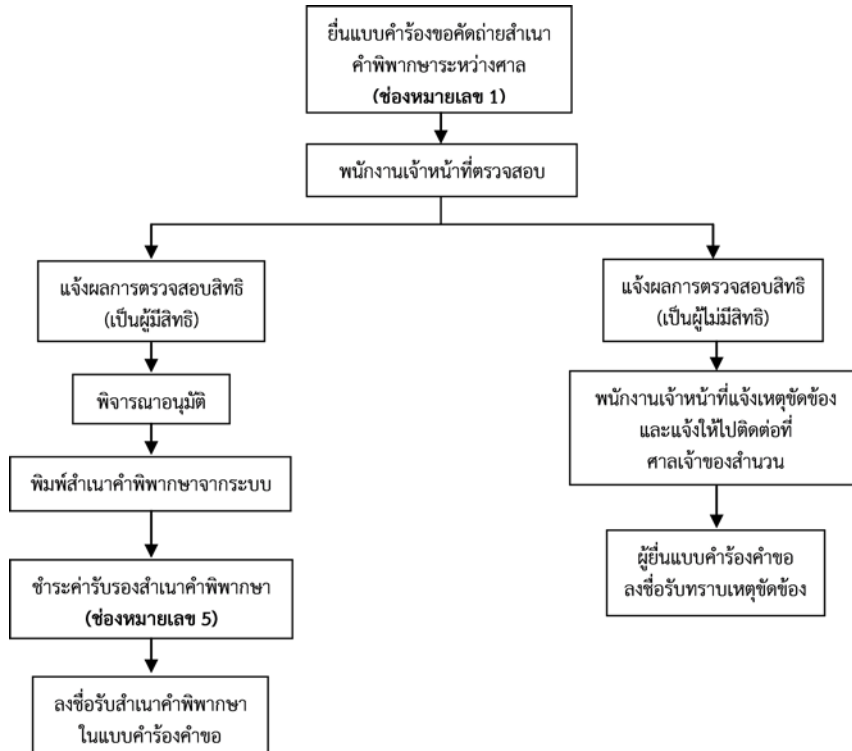 ยื่นแบบคำร้องขอคัดถ่ายสำเนา
คำพิพากษาระหว่างศาล
(ช่องหมายเลข 1)
พนักงานเจ้าหน้าที่ตรวจสอบ
แจ้งผลการตรวจสอบสิทธิ
(เป็นผู้มีสิทธิ)
พิจารณาอนุมัติ
พิมพ์สำเนาคำพิพากษาจากระบบ
ชำระค่ารับรองสำเนาคำพิพากษา
(ช่องหมายเลข 5)
ลงชื่อรับสำเนาคำพิพากษา
ในแบบคำร้องคำขอ
แจ้งผลการตรวจสอบสิทธิ
(เป็นผู้ไม่มีสิทธิ)
พนักงานเจ้าหน้าที่แจ้งเหตุขัดข้อง
และแจ้งให้ไปติดต่อที่
ศาลเจ้าของสำนวน
ผู้ยื่นแบบคำร้องคำขอ
ลงชื่อรับทราบเหตุขัดข้อง